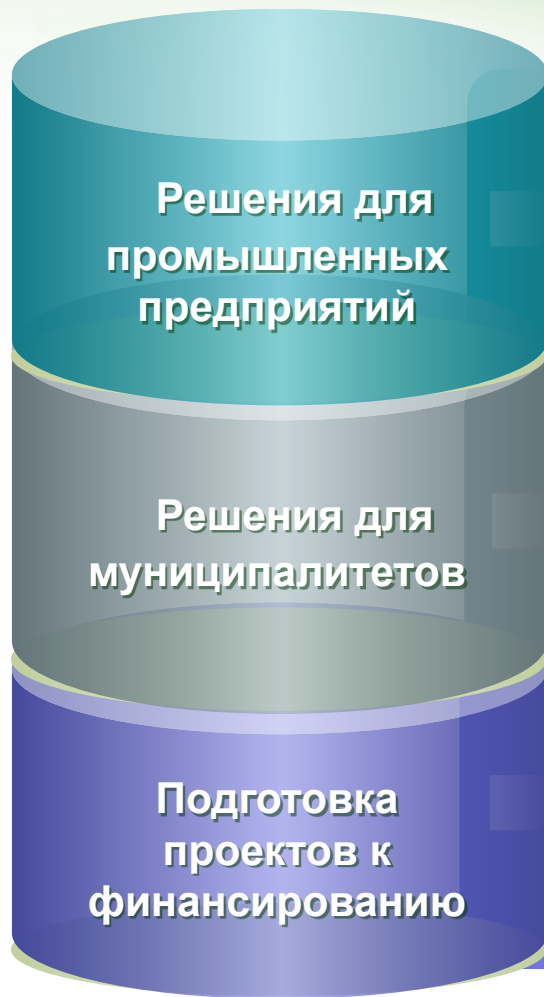 Решения для
промышленных
предприятий
Решения для
муниципалитетов
Подготовка
проектов к
финансированию